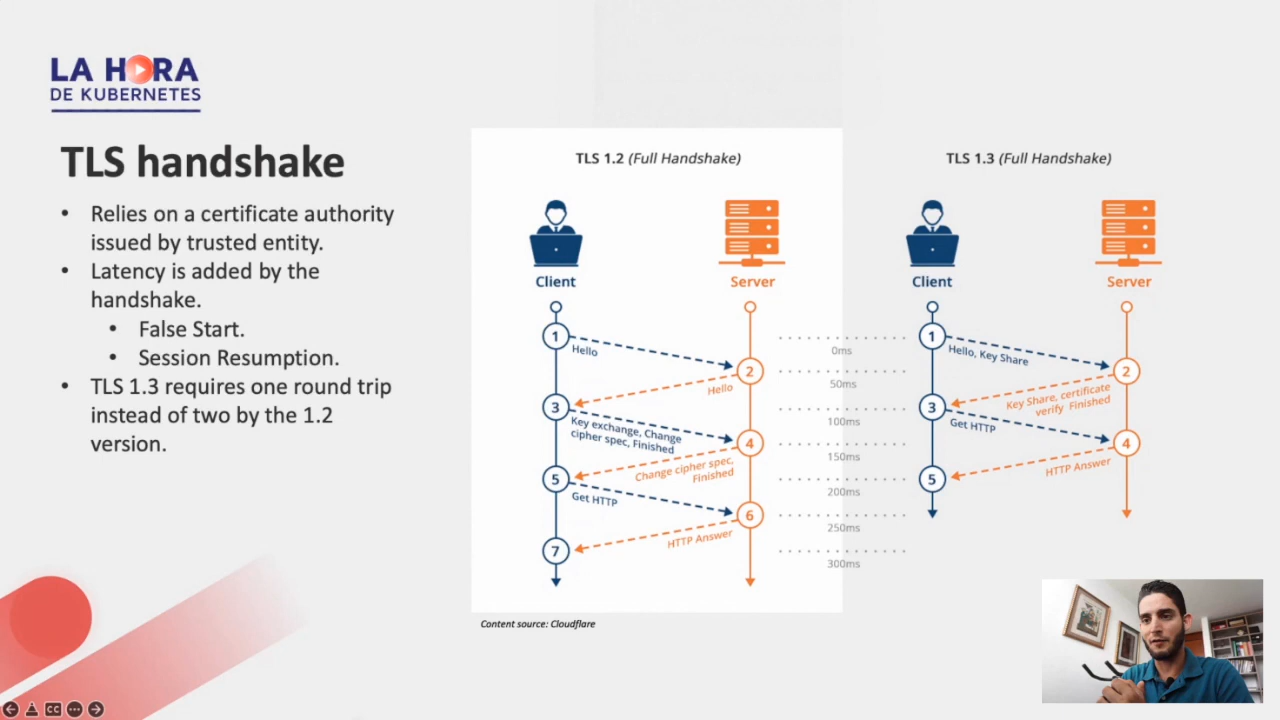 LA HORA
DE KUBERNETES
TLS handshake
• Relies on a certificate authority
issued by trusted entity.
• Latency is added by the
handshake.
• False Start.
• Session Resumption.
• TLS 1.3 requires one round trip
instead of two by the 1.2
version.
TLS 1.2 (Full Handshake)
Client
Server
1
Hello
2
Hello
3
Key exchange, Change
cipher spec, Finished
4
Change cipher spec,
Finished
5
Get HTTP
6
HTTP Answer
7
0ms
50ms
100ms
150ms
200ms
250ms
300ms
TLS 1.3 (Full Handshake)
Client
Server
1
Hello, Key Share
2
Key Share, certificate
verify Finished
3
Get HTTP
4
HTTP Answer
5
Content source: Cloudflare
CC